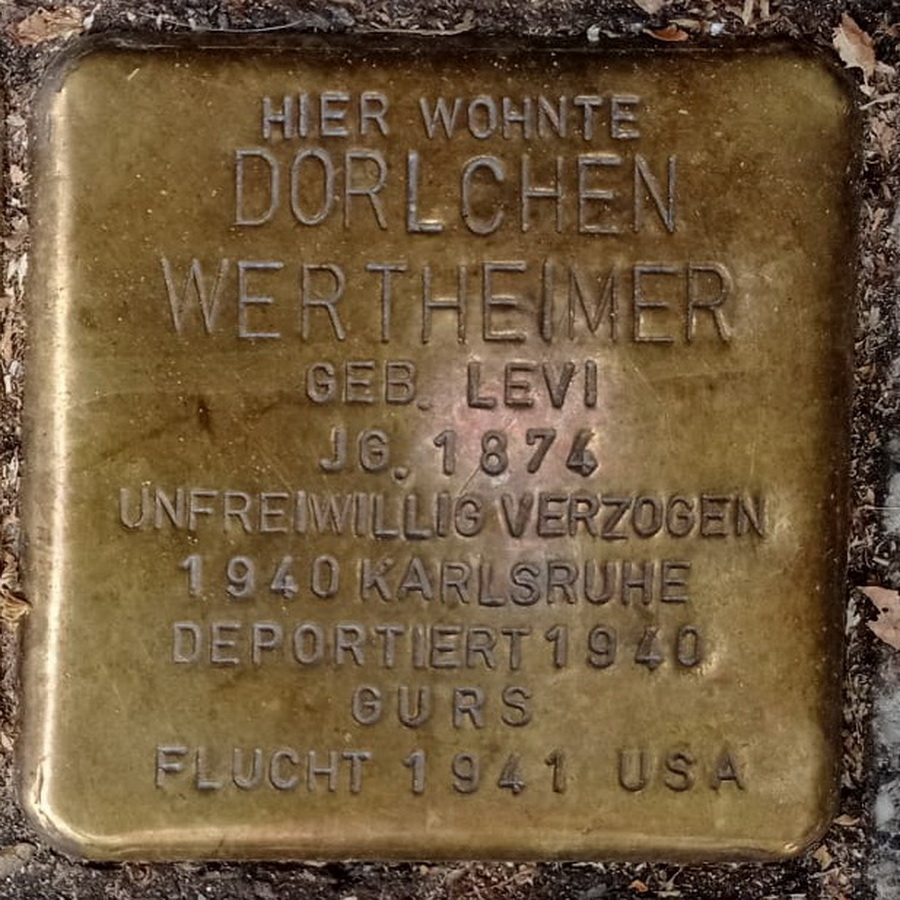 HIER WOHNTE
DORLCHEN
WERTHEIMER
GEB. LEVI
JG. 1874
UNFREIWILLIG VERZOGEN
1940 KARLSRUHE
DEPORTIERT 1940
GURS
FLUCHT 1941 USA